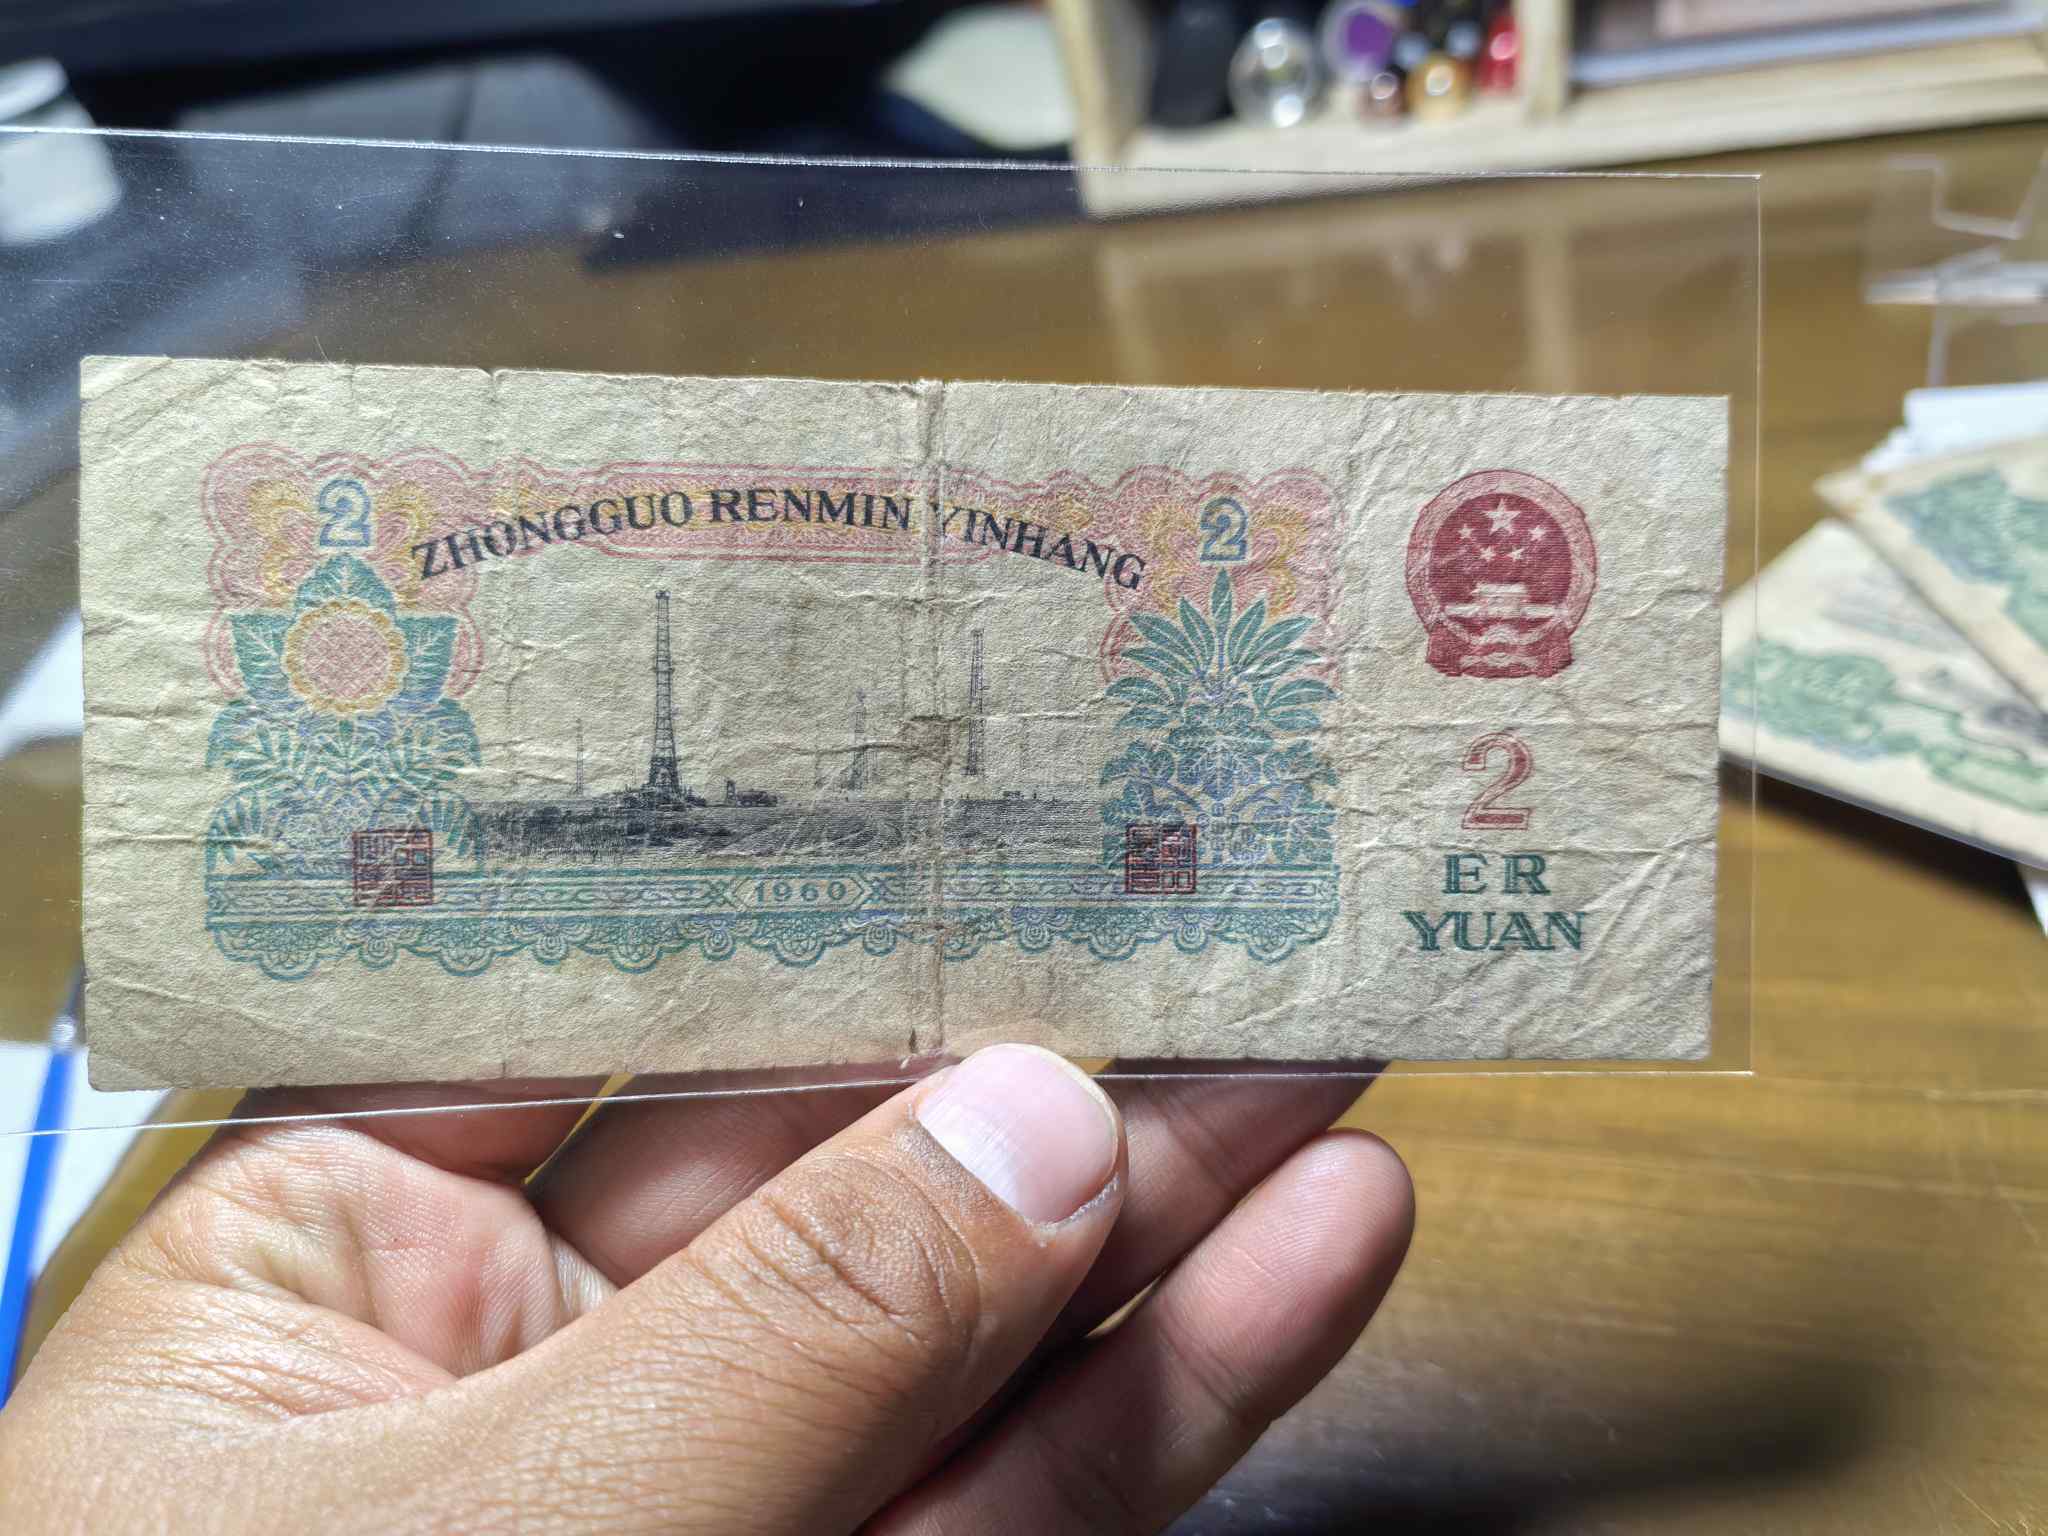 2
2
ZHONGGUO RENMIN YINHANG
2
ER
YUAN
1960